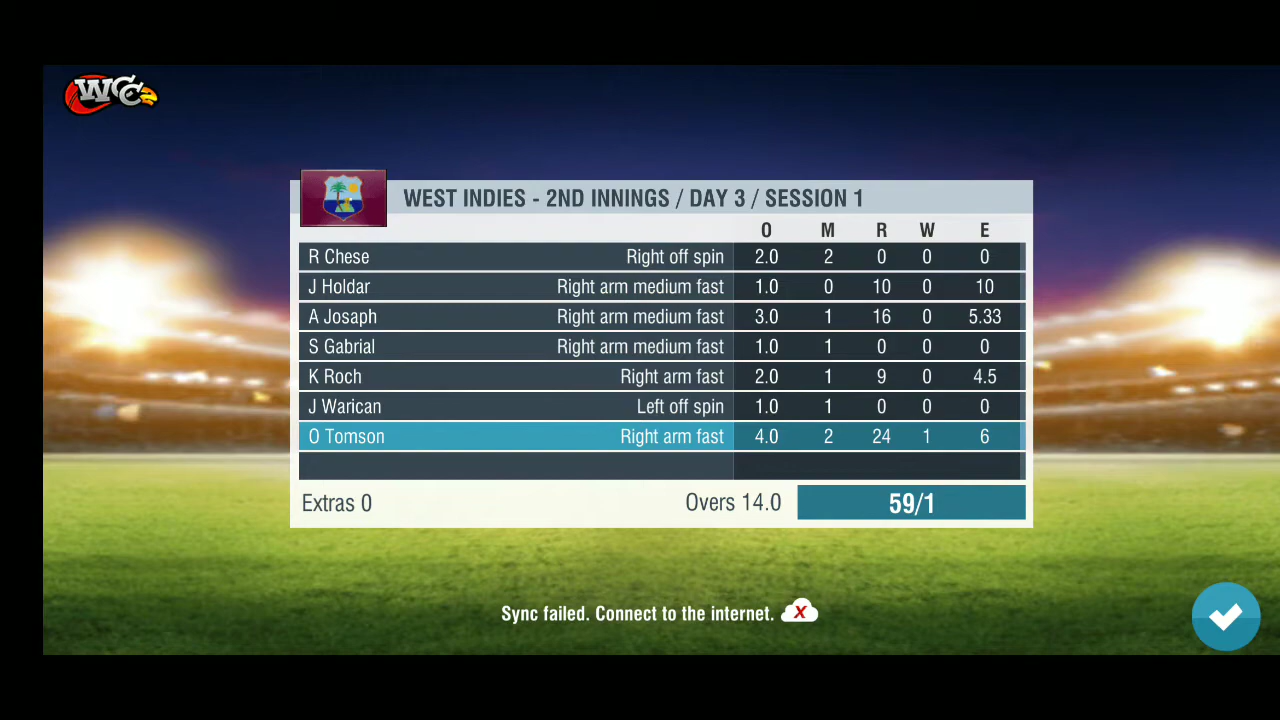 WCC
WEST INDIES - 2ND INNINGS / DAY 3 / SESSION 1
O M R W E
R Chese Right off spin 2.0 2 0 0 0
J Holdar Right arm medium fast 1.0 0 10 0 10
A Josaph Right arm medium fast 3.0 1 16 0 5.33
S Gabrial Right arm medium fast 1.0 1 0 0 0
K Roch Right arm fast 2.0 1 9 0 4.5
J Warican Left off spin 1.0 1 0 0 0
O Tomson Right arm fast 4.0 2 24 1 6
Extras 0 Overs 14.0 59/1
Sync failed. Connect to the internet. X